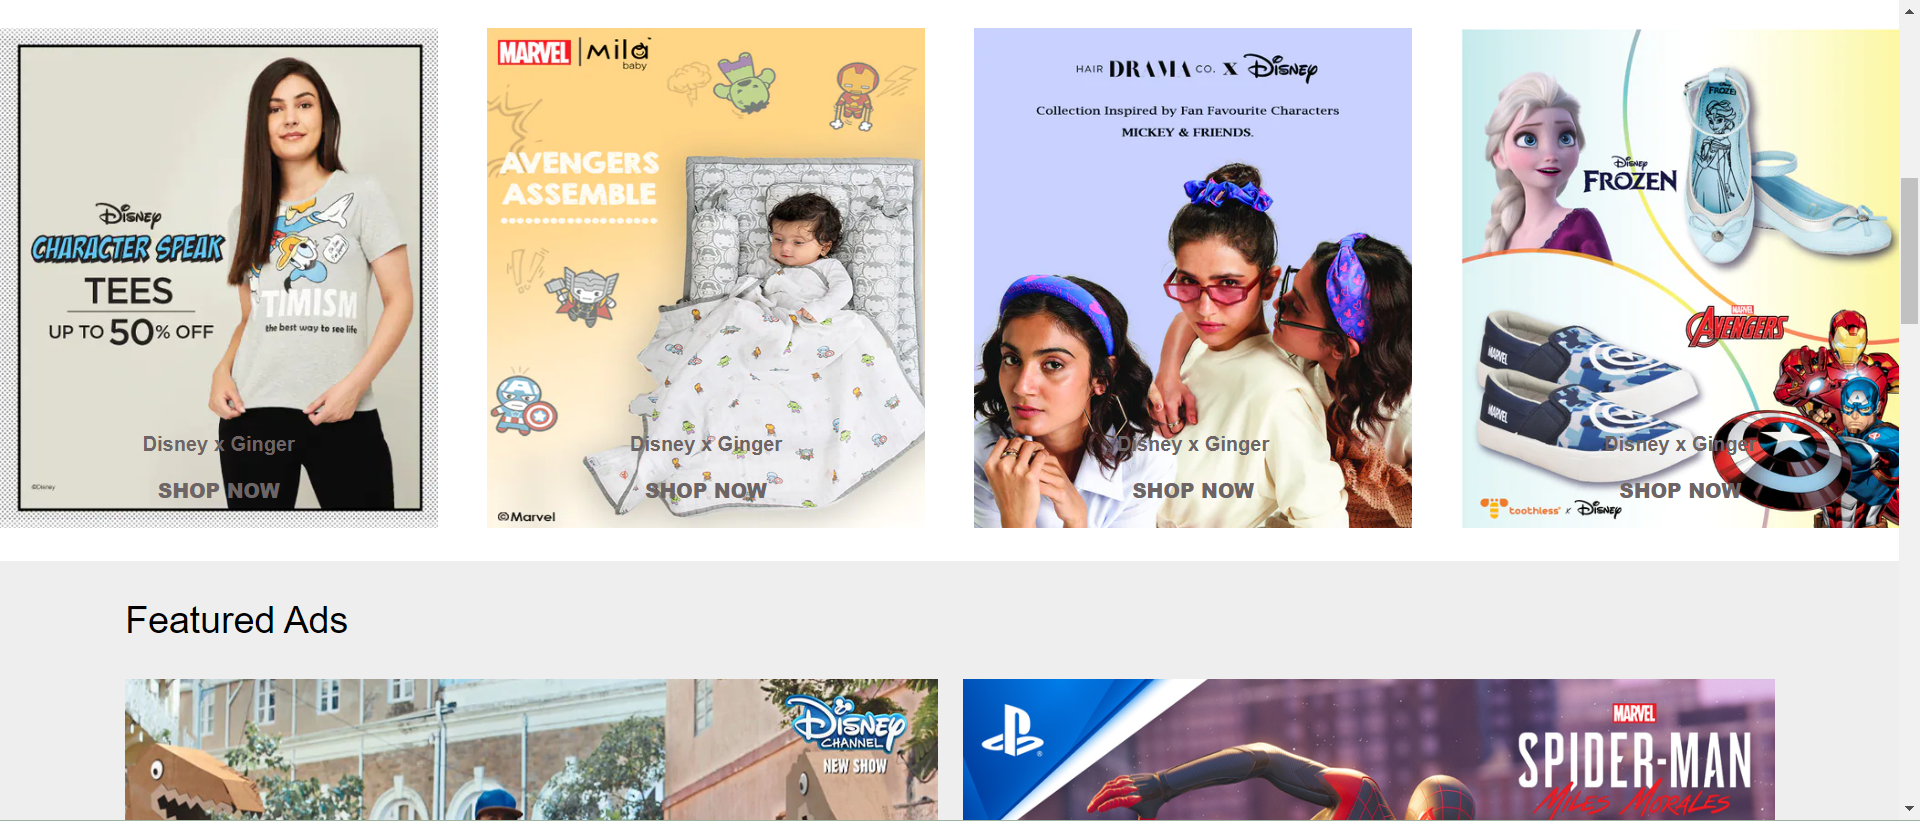 Disney
CHARACTER SPEAK
TEES
UP TO 50% OFF
TIMISM
the best way to see life
©Disney
Disney x Ginger
SHOP NOW
MARVEL | Mila
baby
AVENGERS
ASSEMBLE
©Marvel
Disney x Ginger
SHOP NOW
HAIR DRAMA CO. X Disney
Collection Inspired by Fan Favourite Characters
MICKEY & FRIENDS.
Disney x Ginger
SHOP NOW
Disney
FROZEN
Disney
FROZEN
MARVEL
AVENGERS
MARVEL
MARVEL
Disney x Ginger
SHOP NOW
toothless x Disney
Featured Ads
Disney
CHANNEL
NEW SHOW
MARVEL
SPIDER-MAN
MILES MORALES